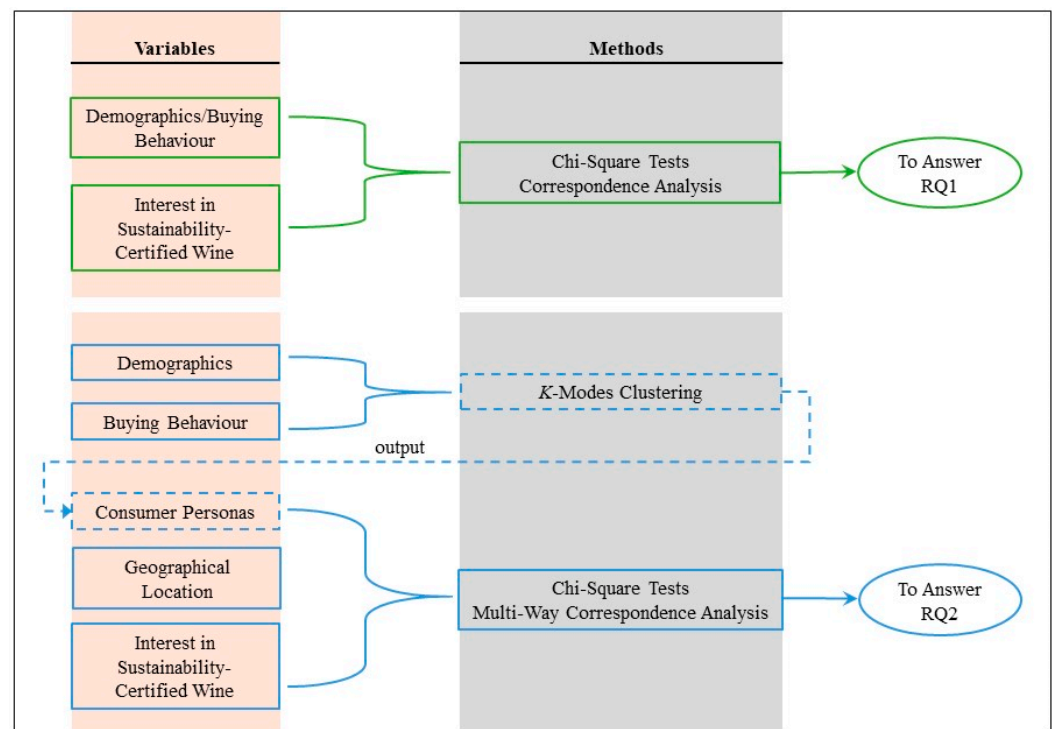 Variables
Methods
Demographics/Buying
Behaviour
Interest in
Sustainability-
Certified Wine
Chi-Square Tests
Correspondence Analysis
To Answer
RQ1
Demographics
Buying Behaviour
K-Modes Clustering
output
Consumer Personas
Geographical
Location
Interest in
Sustainability-
Certified Wine
Chi-Square Tests
Multi-Way Correspondence Analysis
To Answer
RQ2